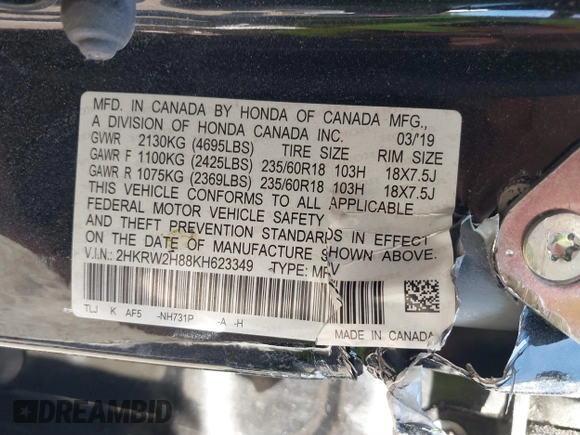 MFD. IN CANADA BY HONDA OF CANADA MFG.,
A DIVISION OF HONDA CANADA INC. 03/'19
GVWR 2130KG (4695LBS) TIRE SIZE RIM SIZE
GAWR F 1100KG (2425LBS) 235/60R18 103H 18X7.5J
GAWR R 1075KG (2369LBS) 235/60R18 103H 18X7.5J
THIS VEHICLE CONFORMS TO ALL APPLICABLE
FEDERAL MOTOR VEHICLE SAFETY
AND THEFT PREVENTION STANDARDS IN EFFECT
ON THE DATE OF MANUFACTURE SHOWN ABOVE.
V.I.N.: 2HKRW2H88KH623349 TYPE: MPV
TLJ K AF5 -NH731P -A -H
MADE IN CANADA
DREAMBID